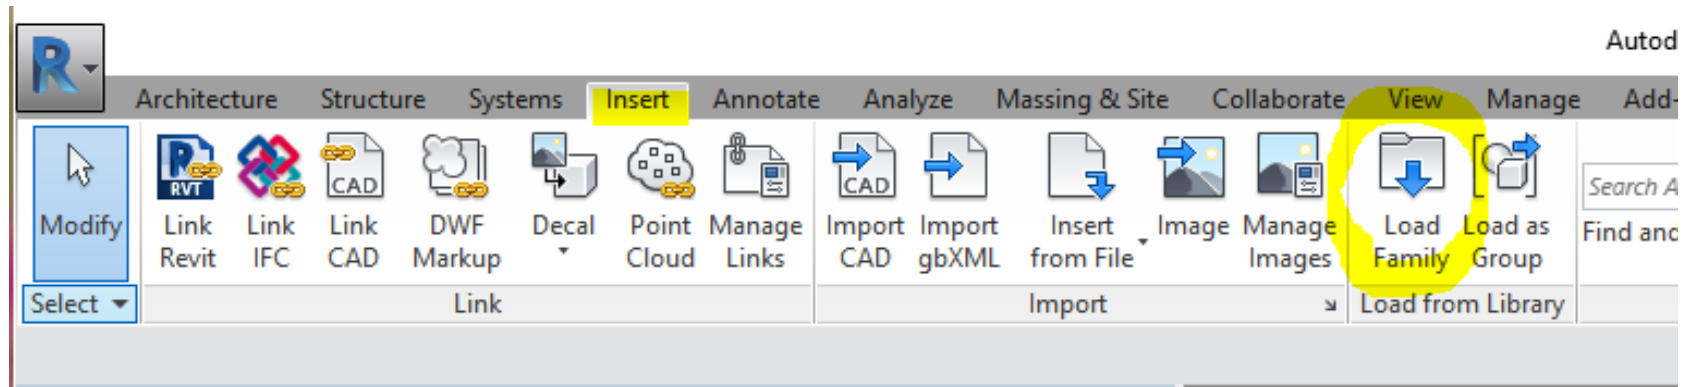 Autod
R
Architecture Structure Systems Insert Annotate Analyze Massing & Site Collaborate View Manage Add-
R RVT CAD CAD
Modify Link Link Link DWF Decal Point Manage Import Import Insert Image Manage Load Load as Search A
Revit IFC CAD Markup Cloud Links CAD gbXML from File Images Family Group Find and
Select Link Import Load from Library